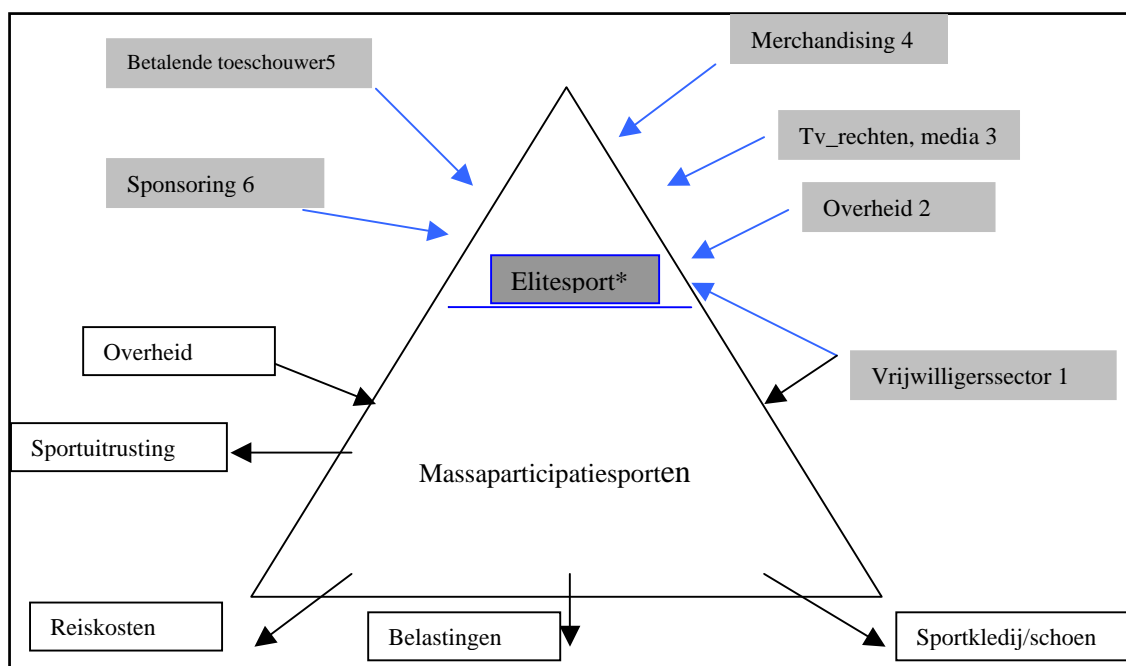 Merchandising 4
Betalende toeschouwer5
Tv_rechten, media 3
Sponsoring 6
Overheid 2
Elitesport*
Overheid
Vrijwilligerssector 1
Sportuitrusting
Massaparticipatiesporten
Reiskosten
Belastingen
Sportkledij/schoen